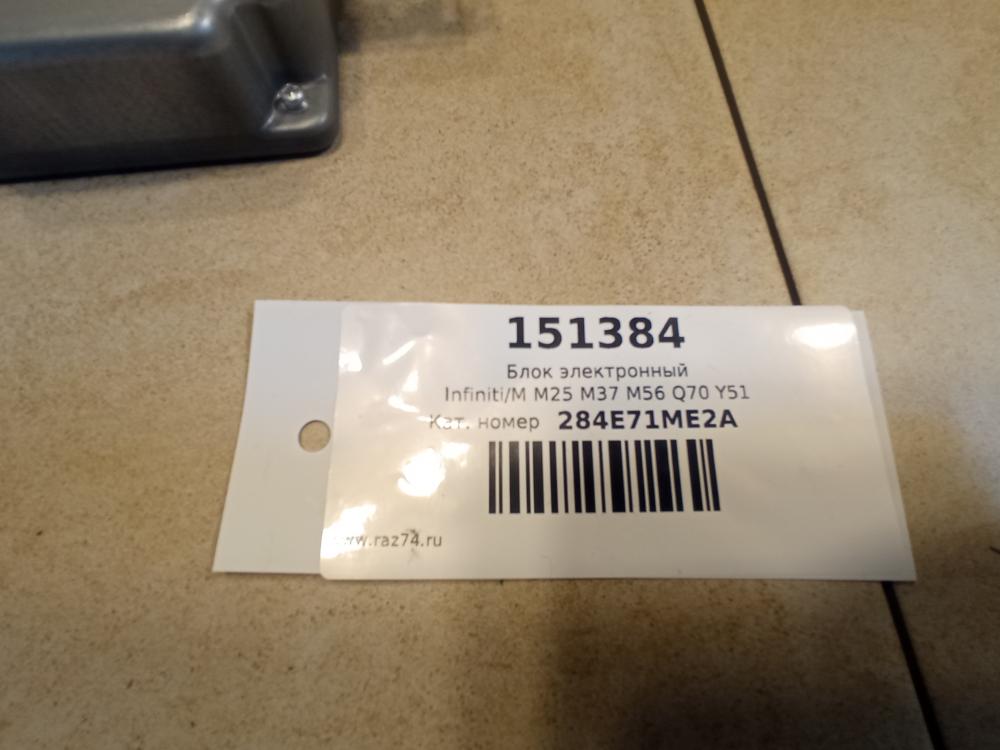 151384
Блок электронный
Infiniti/M M25 M37 M56 Q70 Y51
Кат. номер 284E71ME2A
www.raz74.ru